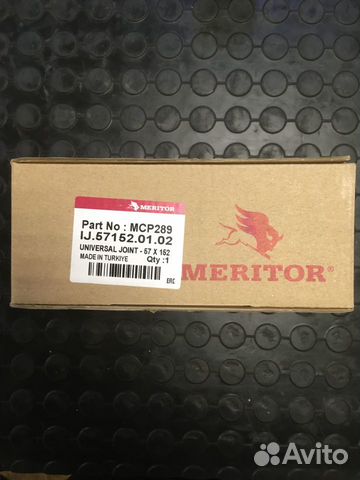 MERITOR
Part No : MCP289
IJ.57152.01.02
UNIVERSAL JOINT - 57 X 152
MADE IN TURKIYE Qty :1
ERC
MERITOR
Avito